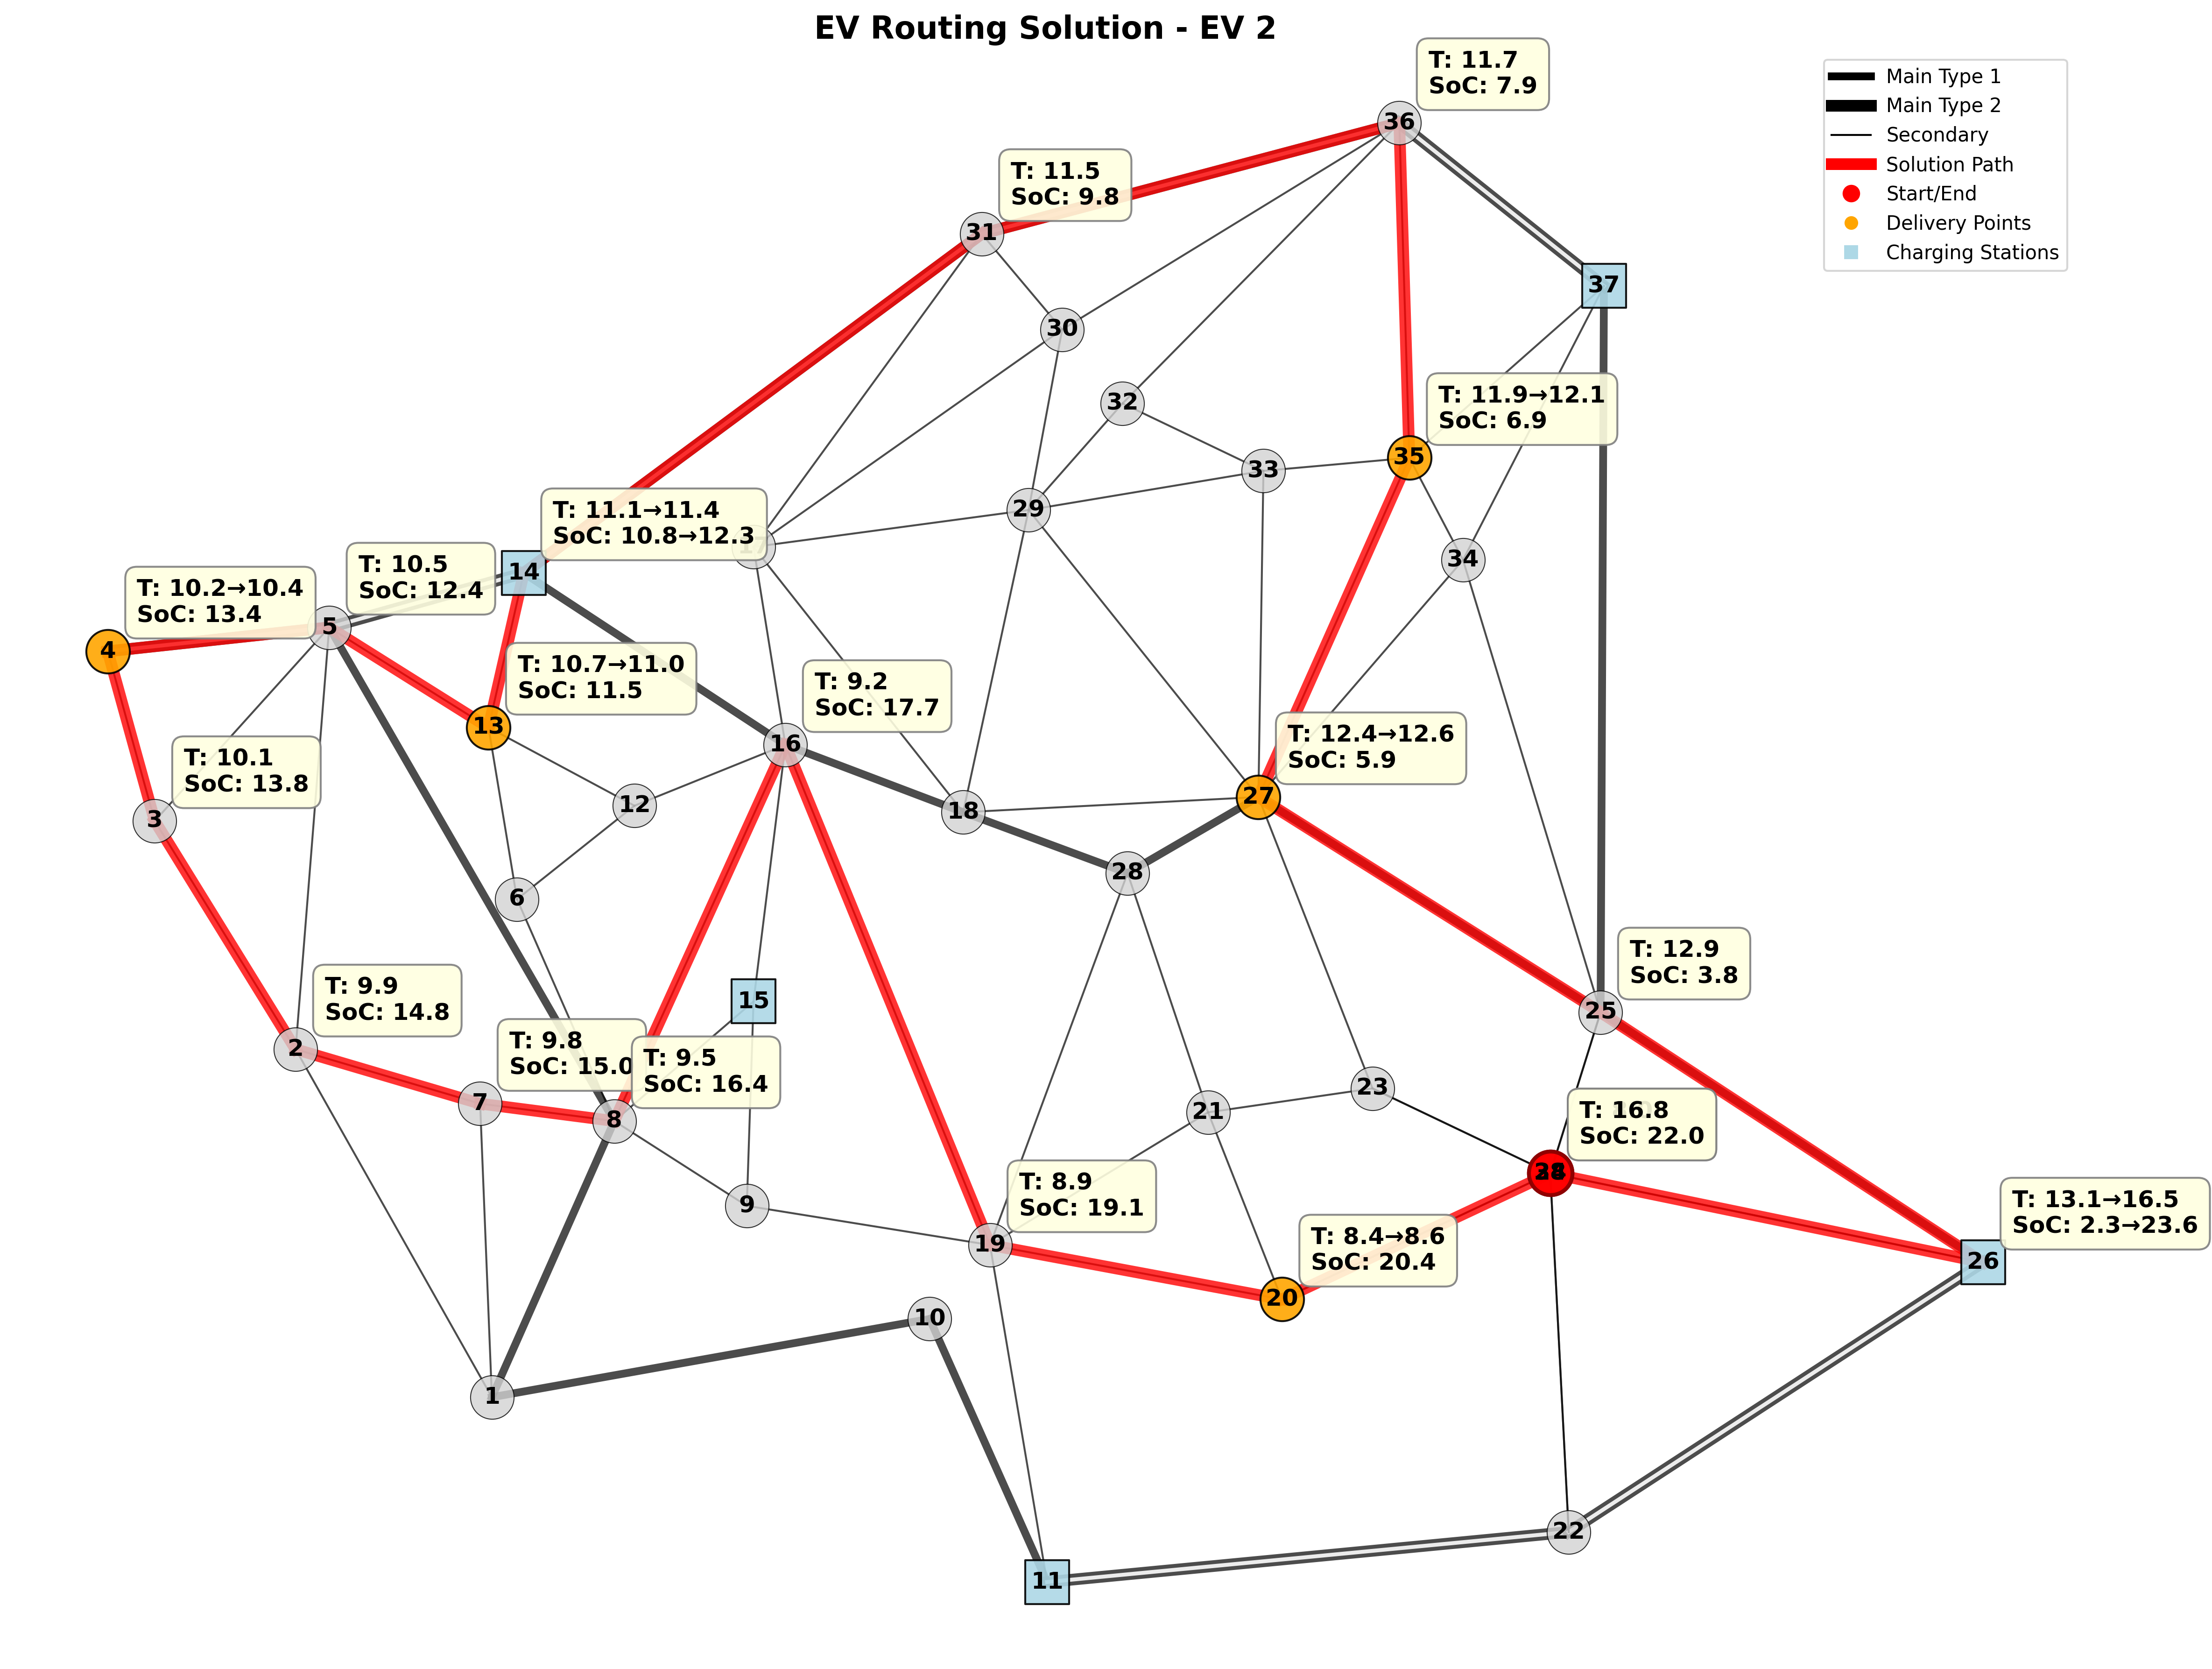 EV Routing Solution - EV 2
T: 11.7
SoC: 7.9
Main Type 1
Main Type 2
Secondary
Solution Path
Start/End
Delivery Points
Charging Stations
36
T: 11.5
SoC: 9.8
31
37
30
T: 11.9→12.1
SoC: 6.9
32
35
33
T: 11.1→11.4
SoC: 10.8→12.3
29
17
34
14
T: 10.5
SoC: 12.4
T: 10.2→10.4
SoC: 13.4
5
4
T: 10.7→11.0
SoC: 11.5
13
T: 9.2
SoC: 17.7
16
T: 10.1
SoC: 13.8
3
12
18
T: 12.4→12.6
SoC: 5.9
27
28
6
T: 12.9
SoC: 3.8
25
15
T: 9.9
SoC: 14.8
2
T: 9.8
SoC: 15.0
T: 9.5
SoC: 16.4
7
8
21
23
T: 16.8
SoC: 22.0
9
T: 8.9
SoC: 19.1
19
T: 8.4→8.6
SoC: 20.4
20
T: 13.1→16.5
SoC: 2.3→23.6
26
10
1
22
11